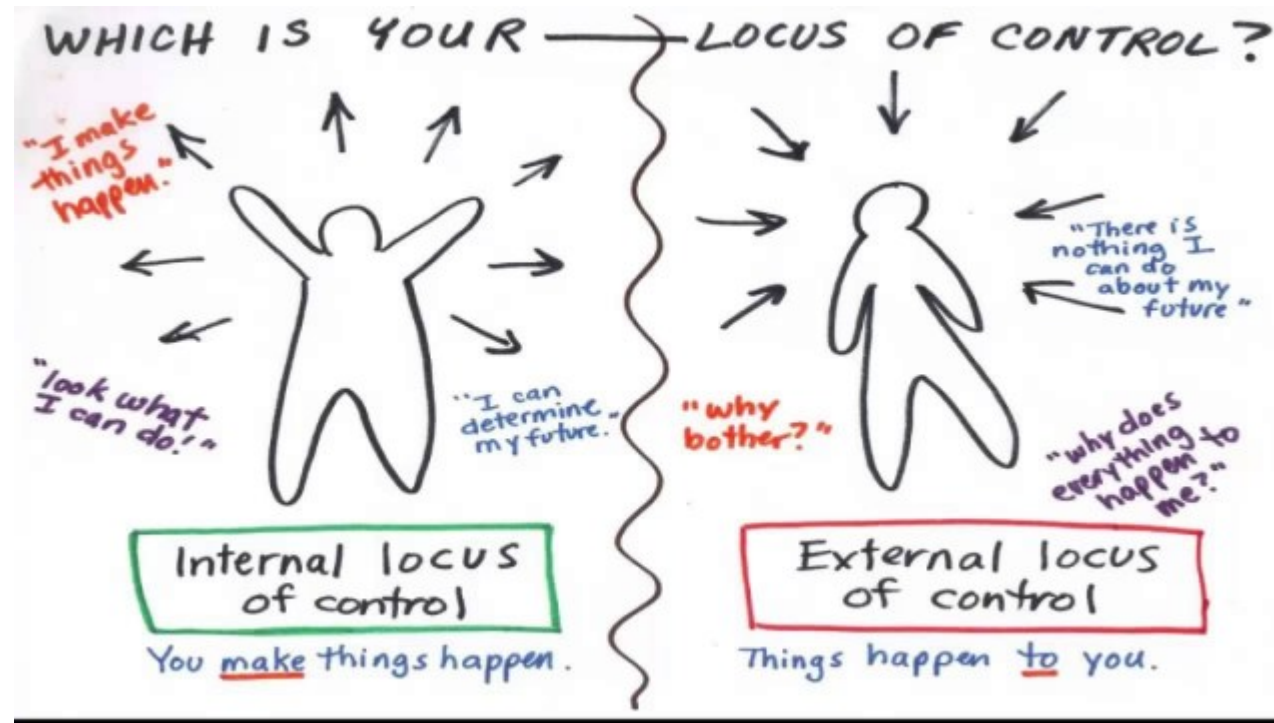 WHICH IS YOUR LOCUS OF CONTROL?
"I make
things
happen."
"look what
I can do!"
"I can
determine
my future."
Internal locus
of control
You make things happen.
"There is
nothing I
can do
about my
future"
"why
bother?"
"why does
everything
happen to
me?"
External locus
of control
Things happen to you.